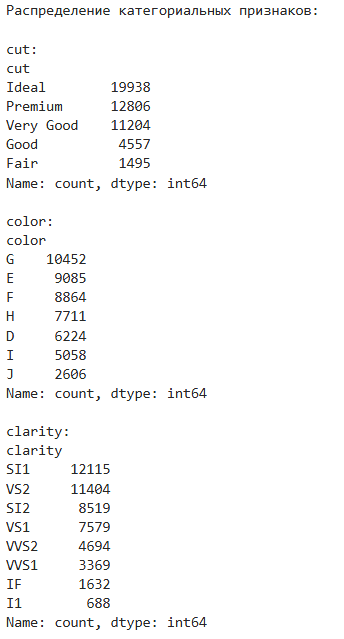 Распределение категориальных признаков:

cut:
cut
Ideal        19938
Premium      12806
Very Good    11204
Good          4557
Fair          1495
Name: count, dtype: int64

color:
color
G    10452
E     9085
F     8864
H     7711
D     6224
I     5058
J     2606
Name: count, dtype: int64

clarity:
clarity
SI1     12115
VS2     11404
SI2      8519
VS1      7579
VVS2     4694
VVS1     3369
IF       1632
I1        688
Name: count, dtype: int64